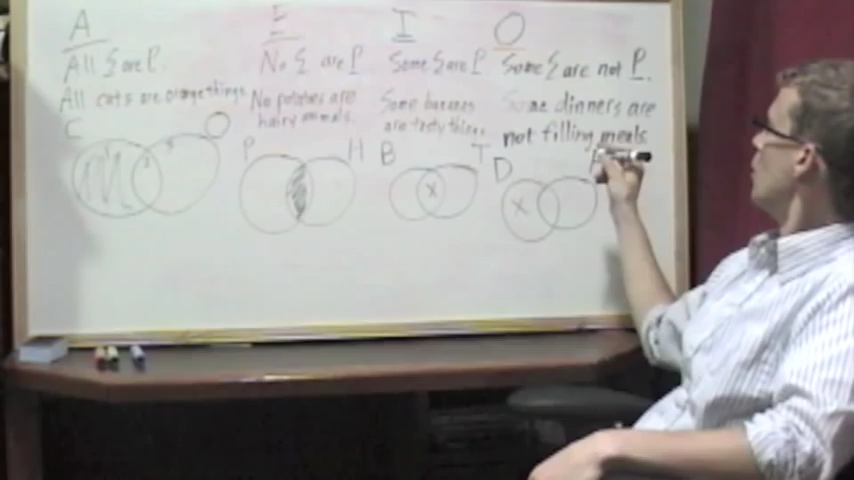 A E I O
All S are P. No S are P Some S are P Some S are not P.
All cats are orange things. No potatoes are Some bananas Some dinners are
hairy animals. are tasty things. not filling meals
C O P H B T D
X X